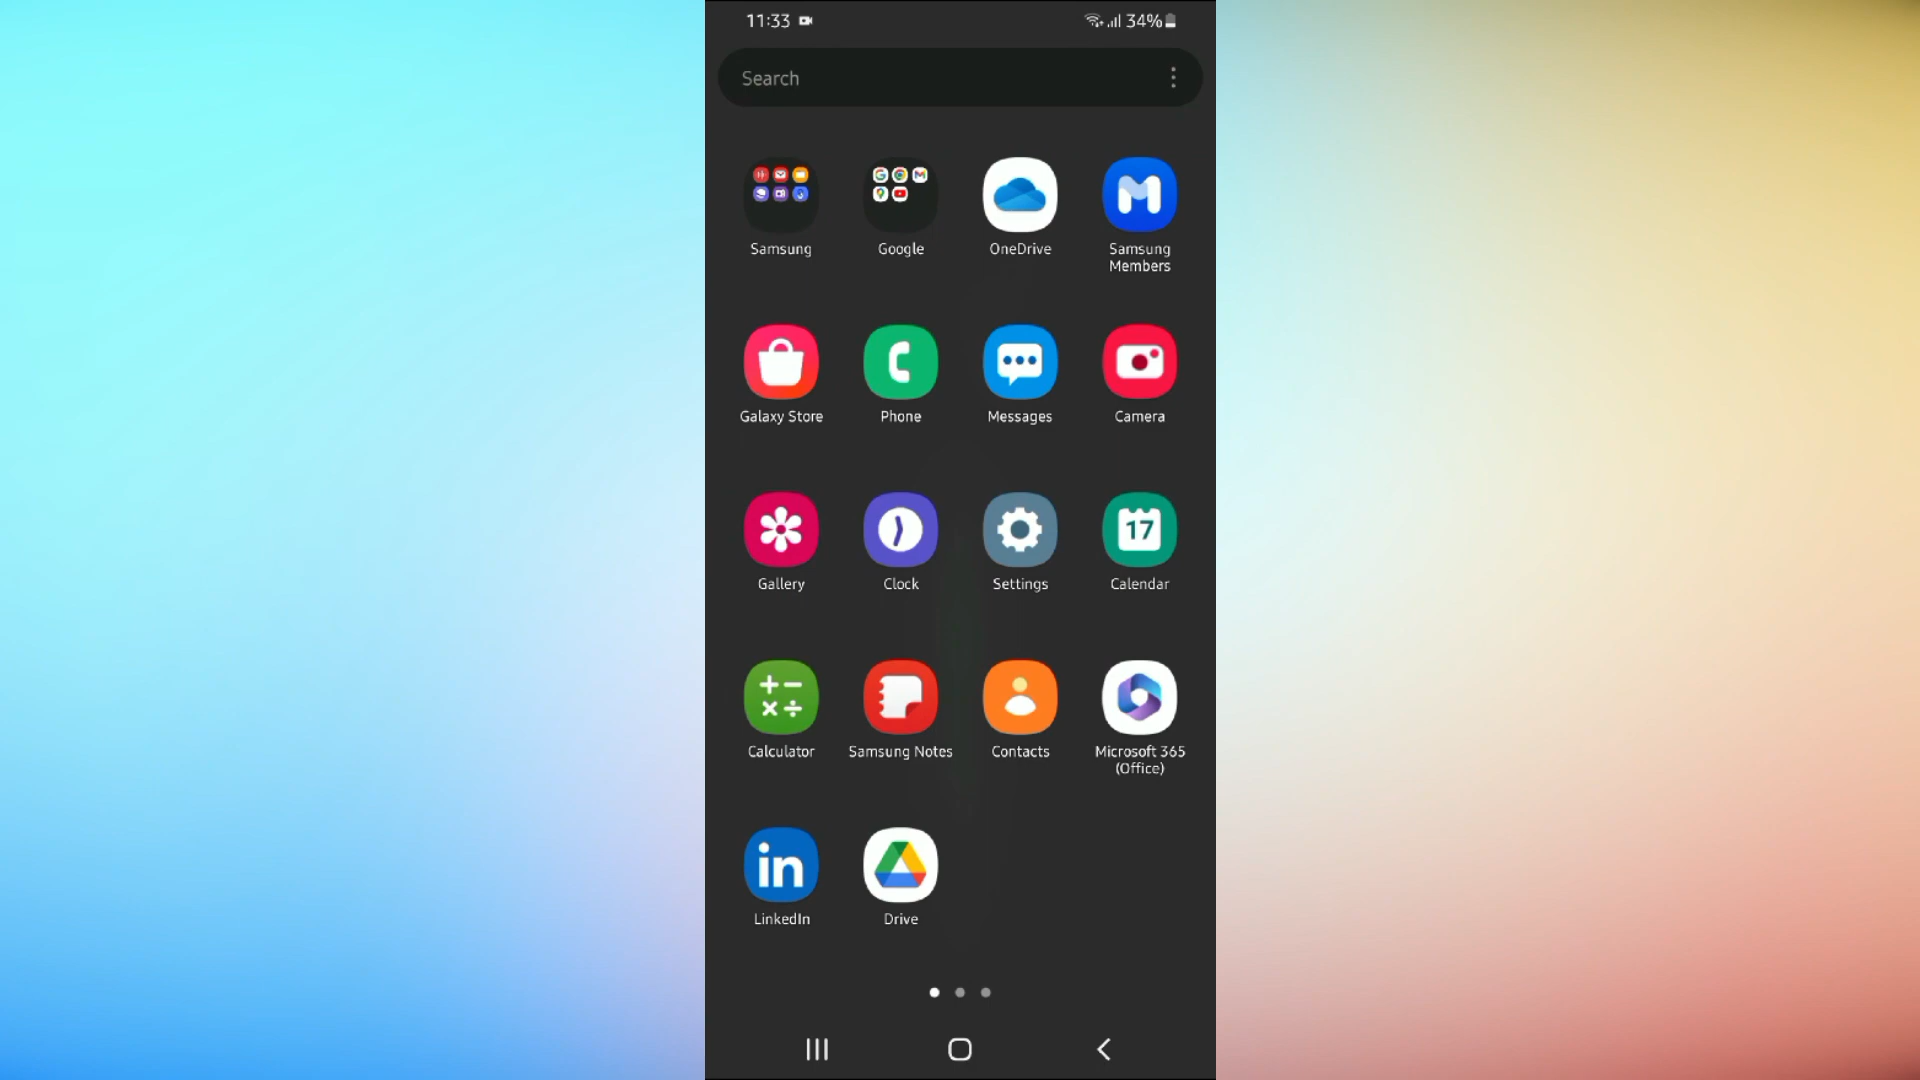 11:33 34%
Search
Samsung Google OneDrive Samsung
Members
Galaxy Store Phone Messages Camera
17
Gallery Clock Settings Calendar
Calculator Samsung Notes Contacts Microsoft 365
(Office)
in
LinkedIn Drive